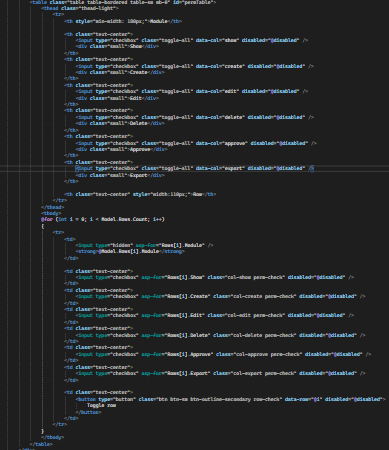 <table class="table table-bordered table-sm mb-0" id="permTable">
<thead class="thead-light">
<tr>
<th style="min-width: 180px;">Module</th>
<th class="text-center">
<input type="checkbox" class="toggle-all" data-col="show" disabled="@disabled" />
<div class="small">Show</div>
</th>
<th class="text-center">
<input type="checkbox" class="toggle-all" data-col="create" disabled="@disabled" />
<div class="small">Create</div>
</th>
<th class="text-center">
<input type="checkbox" class="toggle-all" data-col="edit" disabled="@disabled" />
<div class="small">Edit</div>
</th>
<th class="text-center">
<input type="checkbox" class="toggle-all" data-col="delete" disabled="@disabled" />
<div class="small">Delete</div>
</th>
<th class="text-center">
<input type="checkbox" class="toggle-all" data-col="approve" disabled="@disabled" />
<div class="small">Approve</div>
</th>
<th class="text-center">
<input type="checkbox" class="toggle-all" data-col="export" disabled="@disabled" />
<div class="small">Export</div>
</th>
<th class="text-center" style="width:110px;">Row</th>
</tr>
</thead>
<tbody>
@for (int i = 0; i < Model.Rows.Count; i++)
{
<tr>
<td>
<input type="hidden" asp-for="Rows[i].Module" />
<strong>@Model.Rows[i].Module</strong>
</td>
<td class="text-center">
<input type="checkbox" asp-for="Rows[i].Show" class="col-show perm-check" disabled="@disabled" />
</td>
<td class="text-center">
<input type="checkbox" asp-for="Rows[i].Create" class="col-create perm-check" disabled="@disabled" />
</td>
<td class="text-center">
<input type="checkbox" asp-for="Rows[i].Edit" class="col-edit perm-check" disabled="@disabled" />
</td>
<td class="text-center">
<input type="checkbox" asp-for="Rows[i].Delete" class="col-delete perm-check" disabled="@disabled" />
</td>
<td class="text-center">
<input type="checkbox" asp-for="Rows[i].Approve" class="col-approve perm-check" disabled="@disabled" />
</td>
<td class="text-center">
<input type="checkbox" asp-for="Rows[i].Export" class="col-export perm-check" disabled="@disabled" />
</td>
<td class="text-center">
<button type="button" class="btn btn-sm btn-outline-secondary row-check" data-row="@i" disabled="@disabled">
Toggle row
</button>
</td>
</tr>
}
</tbody>
</table>